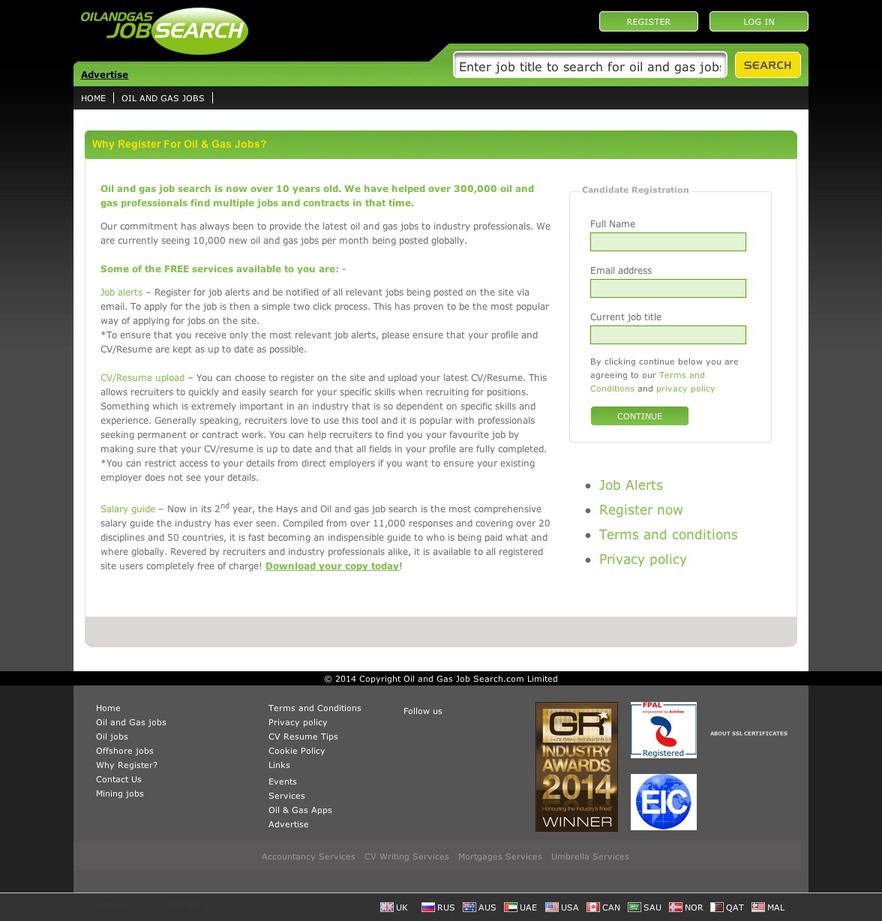 OILANDGAS
JOBSEARCH
REGISTER
LOG IN
Advertise
Enter job title to search for oil and gas jobs
SEARCH
HOME
OIL AND GAS JOBS
Why Register For Oil & Gas Jobs?
Oil and gas job search is now over 10 years old. We have helped over 300,000 oil and
gas professionals find multiple jobs and contracts in that time.
Our commitment has always been to provide the latest oil and gas jobs to industry professionals. We
are currently seeing 10,000 new oil and gas jobs per month being posted globally.
Some of the FREE services available to you are: -
Job alerts – Register for job alerts and be notified of all relevant jobs being posted on the site via
email. To apply for the job is then a simple two click process. This has proven to be the most popular
way of applying for jobs on the site.
*To ensure that you receive only the most relevant job alerts, please ensure that your profile and
CV/Resume are kept as up to date as possible.
CV/Resume upload – You can choose to register on the site and upload your latest CV/Resume. This
allows recruiters to quickly and easily search for your specific skills when recruiting for positions.
Something which is extremely important in an industry that is so dependent on specific skills and
experience. Generally speaking, recruiters love to use this tool and it is popular with professionals
seeking permanent or contract work. You can help recruiters to find you your favourite job by
making sure that your CV/resume is up to date and that all fields in your profile are fully completed.
*You can restrict access to your details from direct employers if you want to ensure your existing
employer does not see your details.
Salary guide – Now in its 2nd year, the Hays and Oil and gas job search is the most comprehensive
salary guide the industry has ever seen. Compiled from over 11,000 responses and covering over 20
disciplines and 50 countries, it is fast becoming an indispensible guide to who is being paid what and
where globally. Revered by recruiters and industry professionals alike, it is available to all registered
site users completely free of charge! Download your copy today!
Candidate Registration
Full Name
Email address
Current job title
By clicking continue below you are
agreeing to our Terms and
Conditions and privacy policy
CONTINUE
Job Alerts
Register now
Terms and conditions
Privacy policy
© 2014 Copyright Oil and Gas Job Search.com Limited
Home
Oil and Gas jobs
Oil jobs
Offshore jobs
Why Register?
Contact Us
Mining jobs
Terms and Conditions
Privacy policy
CV Resume Tips
Cookie Policy
Links
Events
Services
Oil & Gas Apps
Advertise
Follow us
GR
INDUSTRY
AWARDS
2014
Honouring the Industry's finest
WINNER
FPAL
empowered by Achilles
Registered
EIC
ABOUT SSL CERTIFICATES
Accountancy Services CV Writing Services Mortgages Services Umbrella Services
UK RUS AUS UAE USA CAN SAU NOR QAT MAL